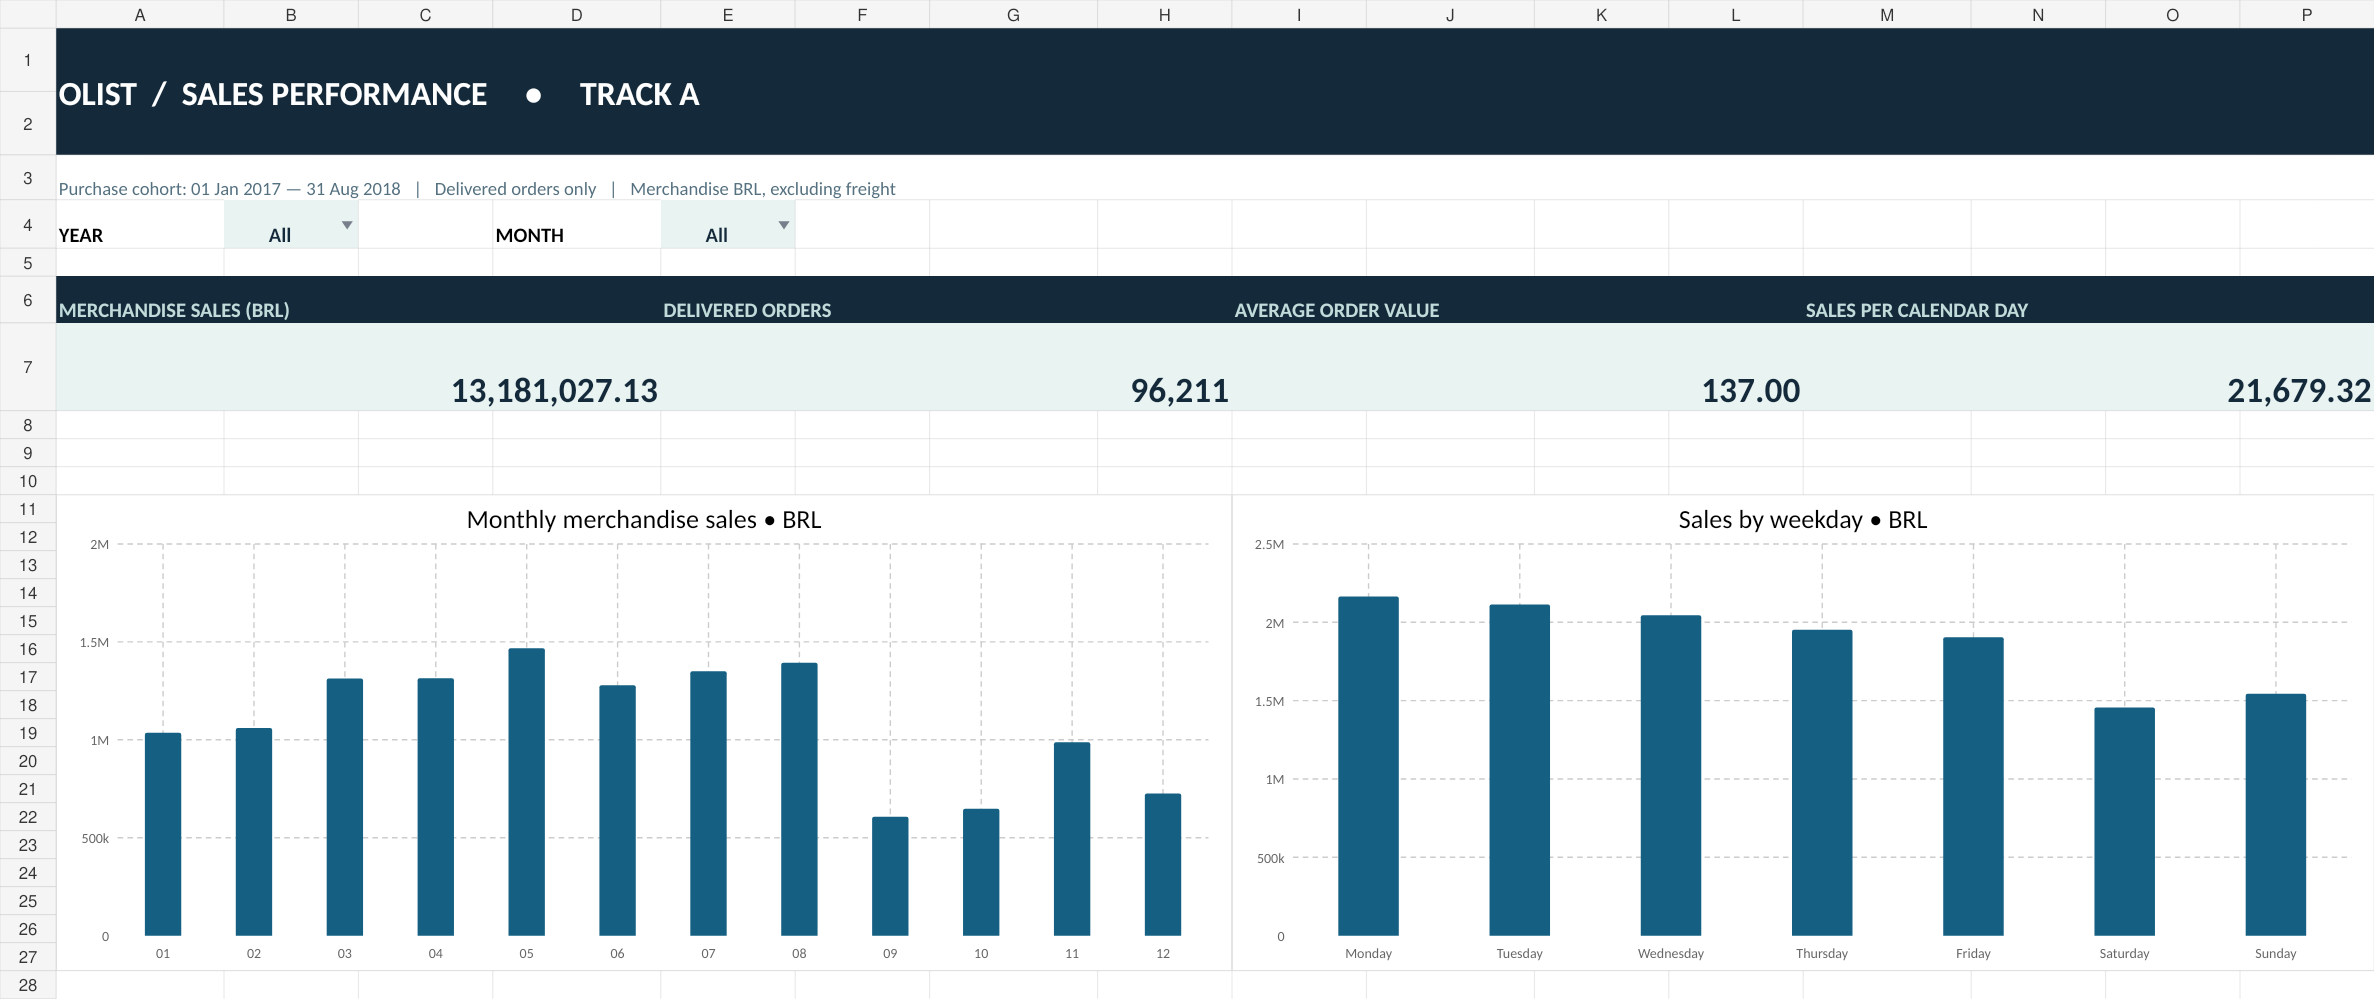 A B C D E F G H I J K L M N O P
1
OLIST / SALES PERFORMANCE ● TRACK A
2
3 Purchase cohort: 01 Jan 2017 — 31 Aug 2018 | Delivered orders only | Merchandise BRL, excluding freight
4 YEAR All MONTH All
5
6 MERCHANDISE SALES (BRL) DELIVERED ORDERS AVERAGE ORDER VALUE SALES PER CALENDAR DAY
7 13,181,027.13 96,211 137.00 21,679.32
8
9
10
11
12
13
14
15
16
17
18
19
20
21
22
23
24
25
26
27
28
Monthly merchandise sales ● BRL
2M
1.5M
1M
500k
0
01 02 03 04 05 06 07 08 09 10 11 12
Sales by weekday ● BRL
2.5M
2M
1.5M
1M
500k
0
Monday Tuesday Wednesday Thursday Friday Saturday Sunday